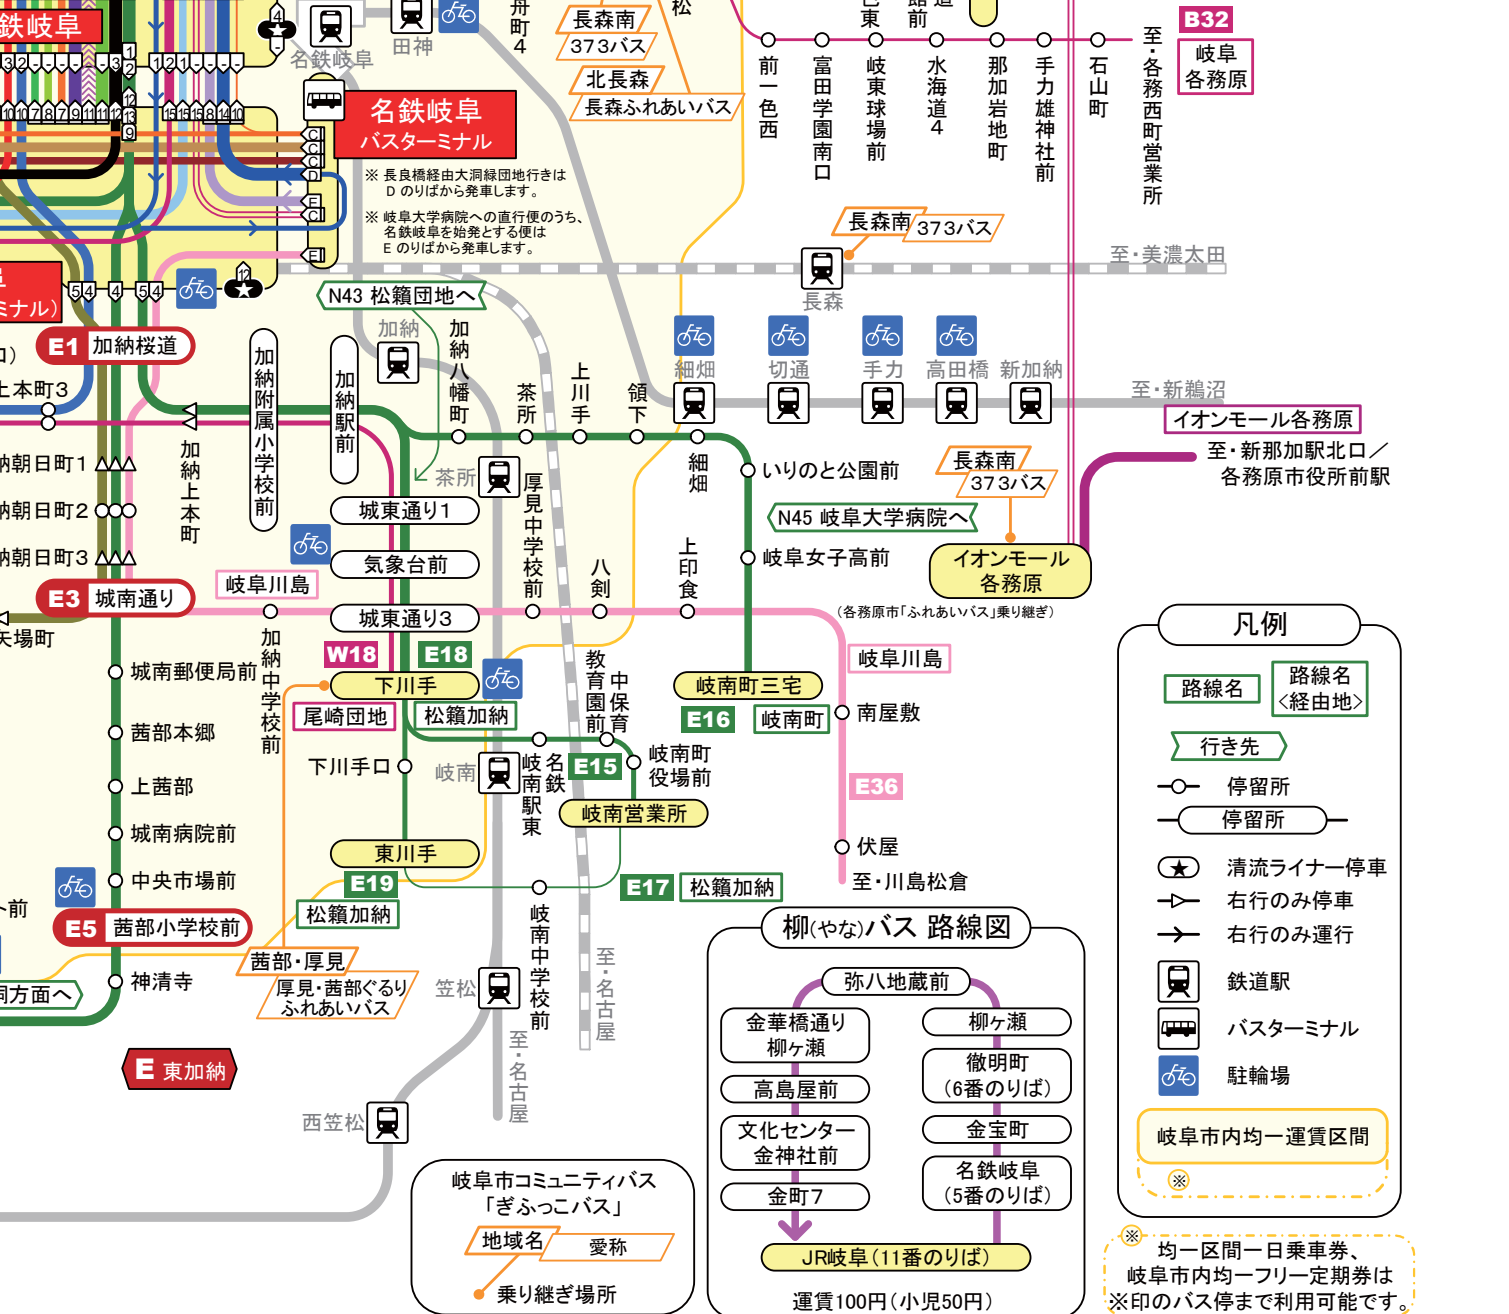 鉄岐阜
名鉄岐阜
田神
舟町4
長森南
373バス
北長森
長森ふれあいバス
松
前一色西
富田学園南口
岐東球場前
水海道4
那加岩地町
手力雄神社前
石山町
至・各務西町営業所
B32
岐阜
各務原
名鉄岐阜
バスターミナル
※ 長良橋経由大洞緑団地行きは
D のりばから発車します。
※ 岐阜大学病院への直行便のうち、
名鉄岐阜を始発とする便は
E のりばから発車します。
長森南
373バス
至・美濃太田
長森
ミナル）
N43 松籟団地へ
E1 加納桜道
上本町3
加納附属小学校前
加納駅前
加納
加納八幡町
茶所
上川手
領下
細畑
切通
手力
高田橋
新加納
至・新鵜沼
イオンモール各務原
至・新那加駅北口／
各務原市役所前駅
納朝日町1
納朝日町2
納朝日町3
加納上本町
茶所
細畑
いりのと公園前
長森南
373バス
城東通り1
気象台前
城東通り3
厚見中学校前
八剣
上印食
N45 岐阜大学病院へ
岐阜女子高前
イオンモール
各務原
（各務原市「ふれあいバス」乗り継ぎ）
E3 城南通り
岐阜川島
矢場町
加納中学校前
W18
E18
下川手
尾崎団地
松籟加納
教育園前
中保育
岐南町三宅
E16
岐南町
岐阜川島
南屋敷
城南郵便局前
茜部本郷
上茜部
城南病院前
中央市場前
下川手口
岐南
名鉄
岐南駅東
E15
岐南町
役場前
岐南営業所
E36
伏屋
至・川島松倉
東川手
E19
松籟加納
E17
松籟加納
ト前
E5 茜部小学校前
神清寺
同方面へ
茜部・厚見
厚見・茜部ぐるり
ふれあいバス
笠松
岐南中学校前
至・名古屋
至・名古屋
E 東加納
西笠松
岐阜市コミュニティバス
「ぎふっこバス」
地域名
愛称
乗り継ぎ場所
柳（やな）バス 路線図
弥八地蔵前
金華橋通り
柳ヶ瀬
高島屋前
文化センター
金神社前
金町7
柳ヶ瀬
徹明町
（6番のりば）
金宝町
名鉄岐阜
（5番のりば）
JR岐阜（11番のりば）
運賃100円（小児50円）
凡例
路線名
路線名
<経由地>
行き先
停留所
停留所
清流ライナー停車
右行のみ停車
右行のみ運行
鉄道駅
バスターミナル
駐輪場
岐阜市内均一運賃区間
※
※
均一区間一日乗車券、
岐阜市内均一フリー定期券は
※印のバス停まで利用可能です。